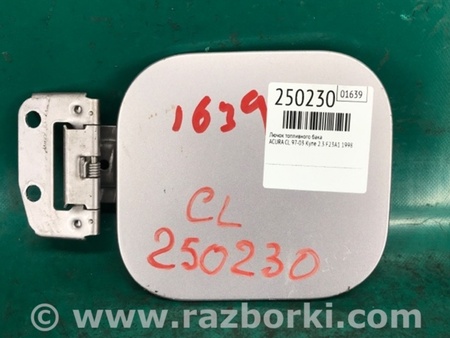 250230 01639
Лючок топливного бака
ACURA CL 97-03 Купе 2.3 F23A1 1998
1639
CL
250230
www.razborki.com